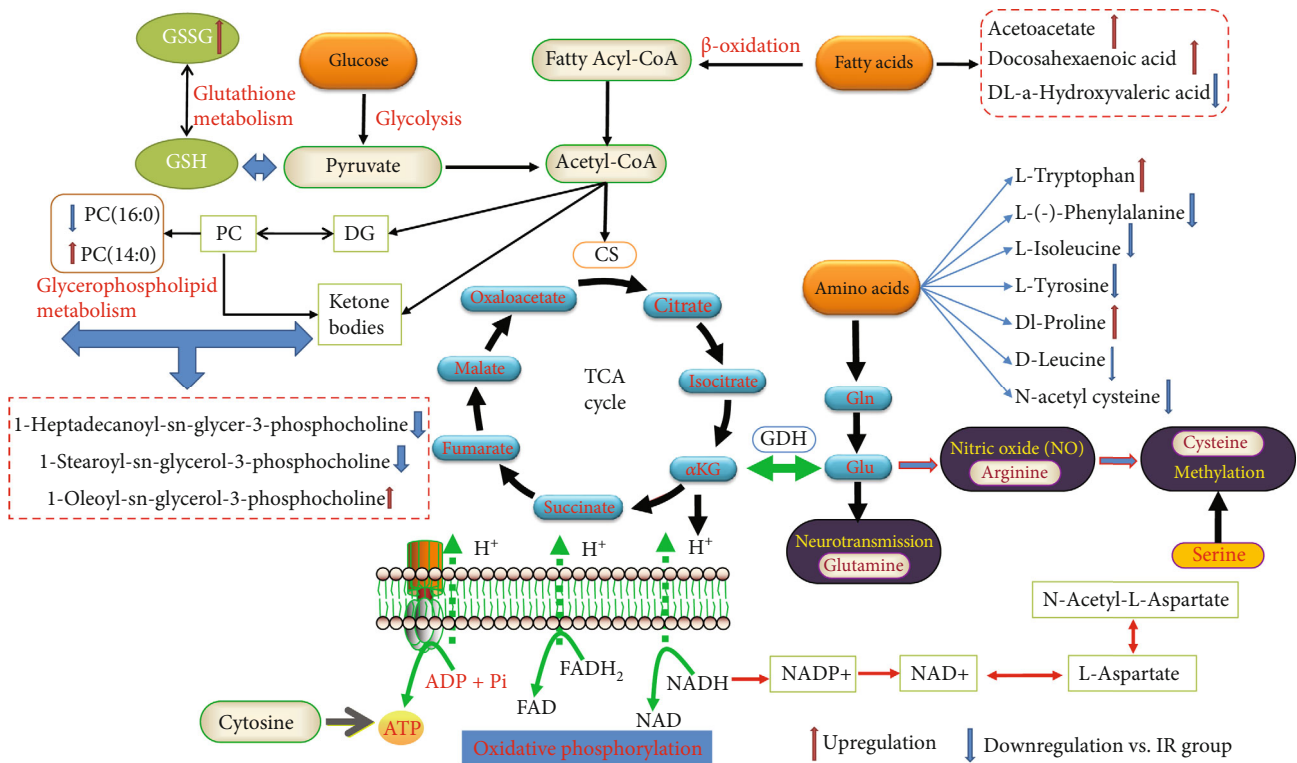 GSSG
Glutathione
metabolism
GSH
Glucose
Glycolysis
Pyruvate
Fatty Acyl-CoA
β-oxidation
Fatty acids
Acetyl-CoA
Acetoacetate
Docosahexaenoic acid
DL-a-Hydroxyvaleric acid
PC(16:0)
PC(14:0)
PC
DG
Glycerophospholipid
metabolism
Ketone
bodies
CS
Oxaloacetate
Citrate
Malate
Isocitrate
TCA
cycle
Fumarate
αKG
Succinate
GDH
1-Heptadecanoyl-sn-glycer-3-phosphocholine
1-Stearoyl-sn-glycerol-3-phosphocholine
1-Oleoyl-sn-glycerol-3-phosphocholine
Amino acids
L-Tryptophan
L-(-)-Phenylalanine
L-Isoleucine
L-Tyrosine
Dl-Proline
D-Leucine
N-acetyl cysteine
Gln
Glu
Nitric oxide (NO)
Arginine
Cysteine
Methylation
Serine
Neurotransmission
Glutamine
H+
H+
H+
ADP + Pi
ATP
Cytosine
FADH2
FAD
NADH
NAD
Oxidative phosphorylation
NADP+
NAD+
L-Aspartate
N-Acetyl-L-Aspartate
Upregulation
Downregulation vs. IR group